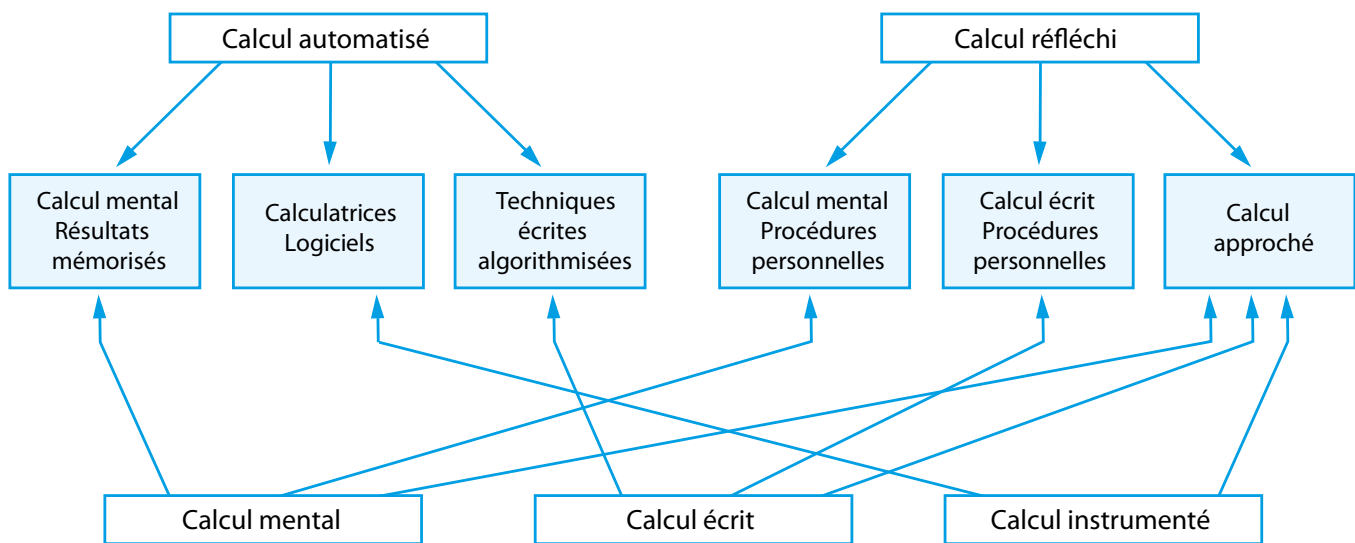 Calcul automatisé
Calcul réfléchi
Calcul mental
Résultats
mémorisés
Calculatrices
Logiciels
Techniques
écrites
algorithmisées
Calcul mental
Procédures
personnelles
Calcul écrit
Procédures
personnelles
Calcul
approché
Calcul mental
Calcul écrit
Calcul instrumenté